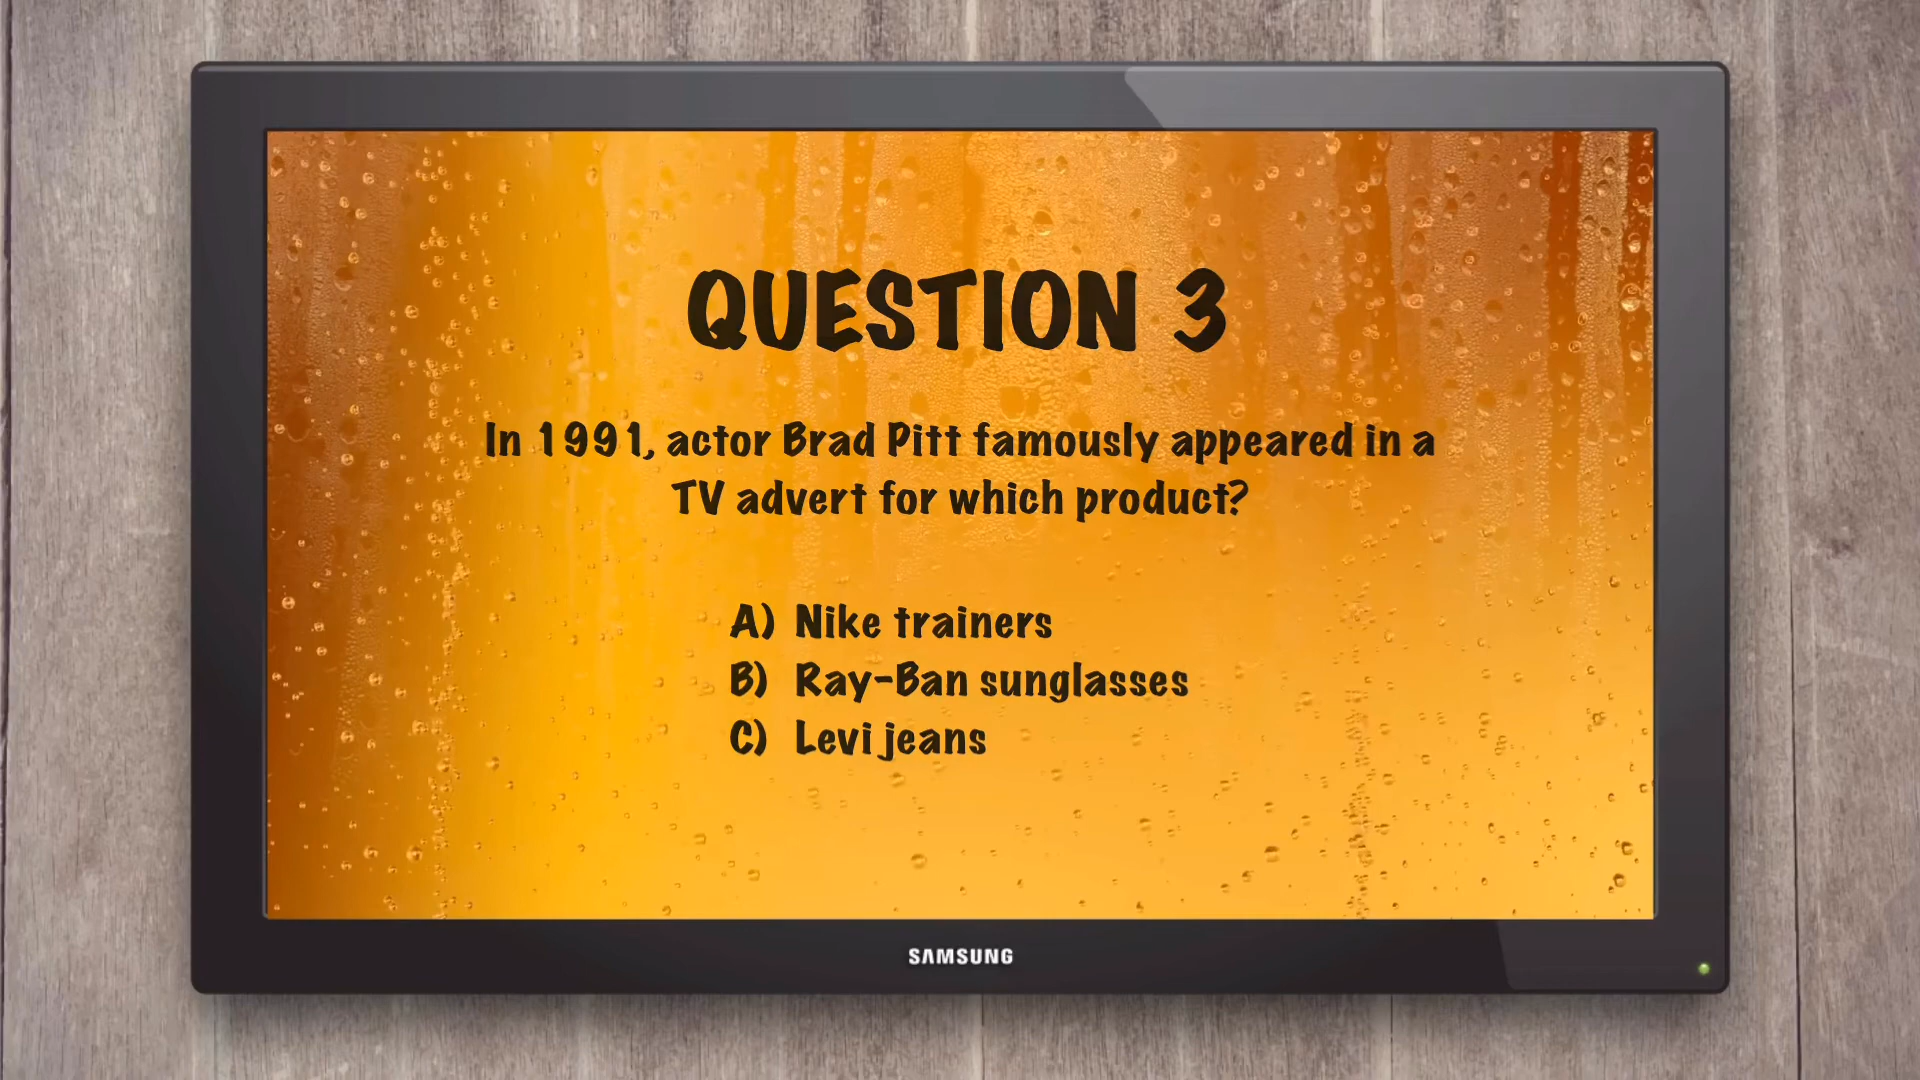 QUESTION 3
In 1991, actor Brad Pitt famously appeared in a
TV advert for which product?
A) Nike trainers
B) Ray-Ban sunglasses
C) Levi jeans
SAMSUNG